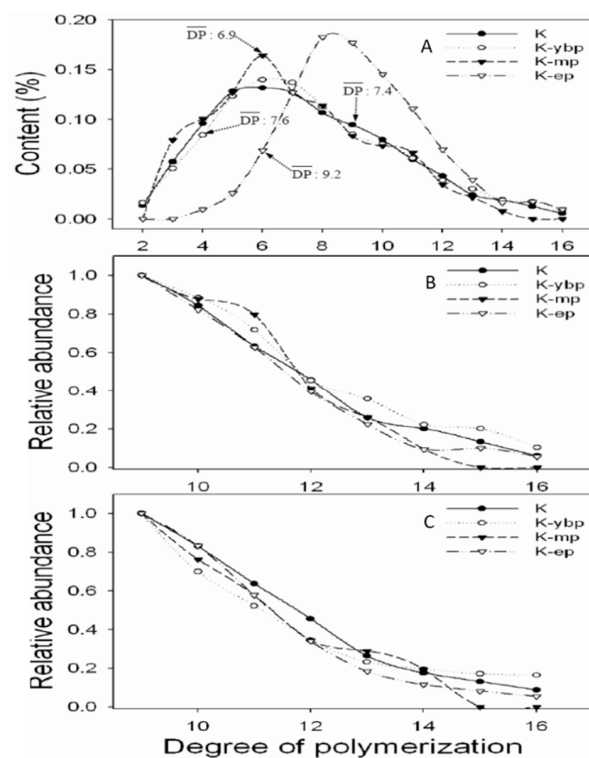 0.20
0.15
0.10
0.05
0.00
Content (%)
A
K
K-ybp
K-mp
K-ep
DP : 6.9
DP : 7.4
DP : 7.6
DP : 9.2
2 4 6 8 10 12 14 16
1.0
0.8
0.6
0.4
0.2
0.0
Relative abundance
B
K
K-ybp
K-mp
K-ep
10 12 14 16
1.0
0.8
0.6
0.4
0.2
0.0
Relative abundance
C
K
K-ybp
K-mp
K-ep
10 12 14 16
Degree of polymerization